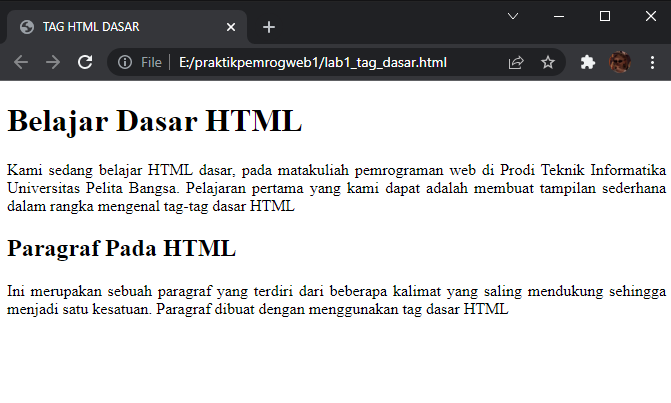 TAG HTML DASAR
File E:/praktikpemrogweb1/lab1_tag_dasar.html
Belajar Dasar HTML
Kami sedang belajar HTML dasar, pada matakuliah pemrograman web di Prodi Teknik Informatika
Universitas Pelita Bangsa. Pelajaran pertama yang kami dapat adalah membuat tampilan sederhana
dalam rangka mengenal tag-tag dasar HTML
Paragraf Pada HTML
Ini merupakan sebuah paragraf yang terdiri dari beberapa kalimat yang saling mendukung sehingga
menjadi satu kesatuan. Paragraf dibuat dengan menggunakan tag dasar HTML